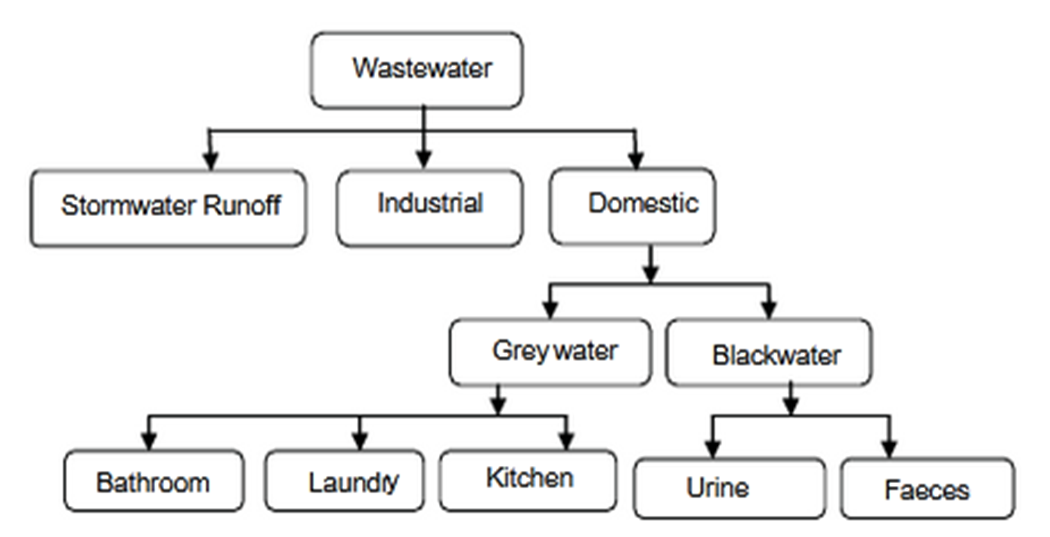 Wastewater
Stormwater Runoff
Industrial
Domestic
Grey water
Blackwater
Bathroom
Laundry
Kitchen
Urine
Faeces